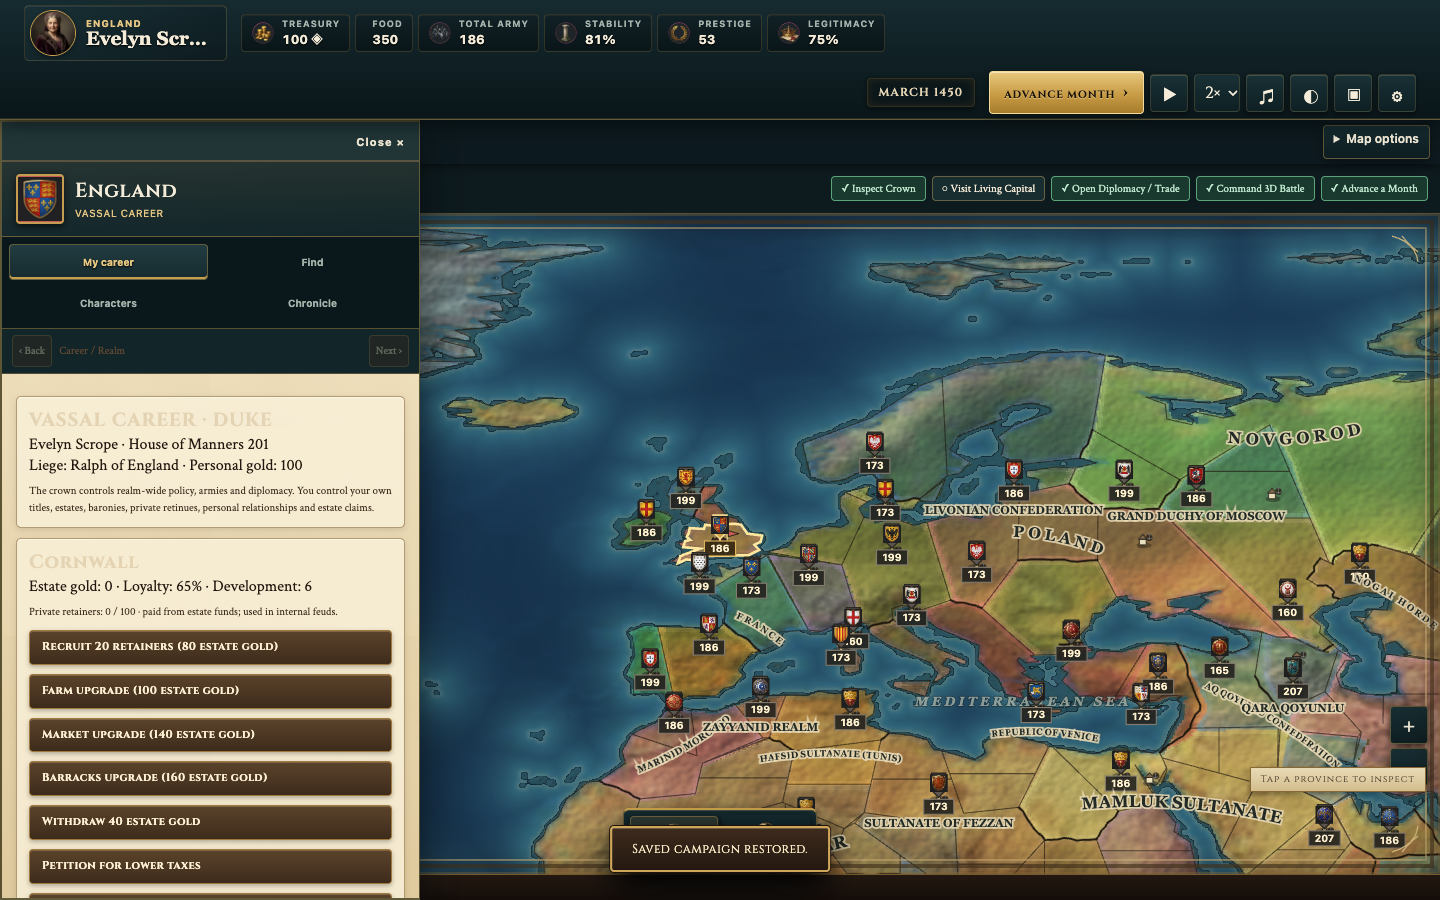 ENGLAND
Evelyn Scr...
TREASURY
100
FOOD
350
TOTAL ARMY
186
STABILITY
81%
PRESTIGE
53
LEGITIMACY
75%
MARCH 1450
ADVANCE MONTH ›
2×
Close ×
Map options
ENGLAND
VASSAL CAREER
✓ Inspect Crown
○ Visit Living Capital
✓ Open Diplomacy / Trade
✓ Command 3D Battle
✓ Advance a Month
My career
Find
Characters
Chronicle
‹ Back
Career / Realm
Next ›
VASSAL CAREER · DUKE
Evelyn Scrope · House of Manners 201
Liege: Ralph of England · Personal gold: 100
The crown controls realm-wide policy, armies and diplomacy. You control your own
titles, estates, baronies, private retinues, personal relationships and estate claims.
CORNWALL
Estate gold: 0 · Loyalty: 65% · Development: 6
Private retainers: 0 / 100 · paid from estate funds; used in internal feuds.
RECRUIT 20 RETAINERS (80 ESTATE GOLD)
FARM UPGRADE (100 ESTATE GOLD)
MARKET UPGRADE (140 ESTATE GOLD)
BARRACKS UPGRADE (160 ESTATE GOLD)
WITHDRAW 40 ESTATE GOLD
PETITION FOR LOWER TAXES
NOVGOROD
173
199
186
199
186
173
LIVONIAN CONFEDERATION
GRAND DUCHY OF MOSCOW
186
186
199
POLAND
199
173
199
173
173
160
NOGAI HORDE
FRANCE
186
173
199
165
199
186
207
MEDITERRANEAN SEA
AQ QOYUNLU CONFEDERATION
QARA QOYUNLU
199
186
186
173
173
MARINID
ZAYYANID REALM
REPUBLIC OF VENICE
HAFSID SULTANATE (TUNIS)
+
TAP A PROVINCE TO INSPECT
186
173
MAMLUK SULTANATE
SULTANATE OF FEZZAN
207
186
SAVED CAMPAIGN RESTORED.